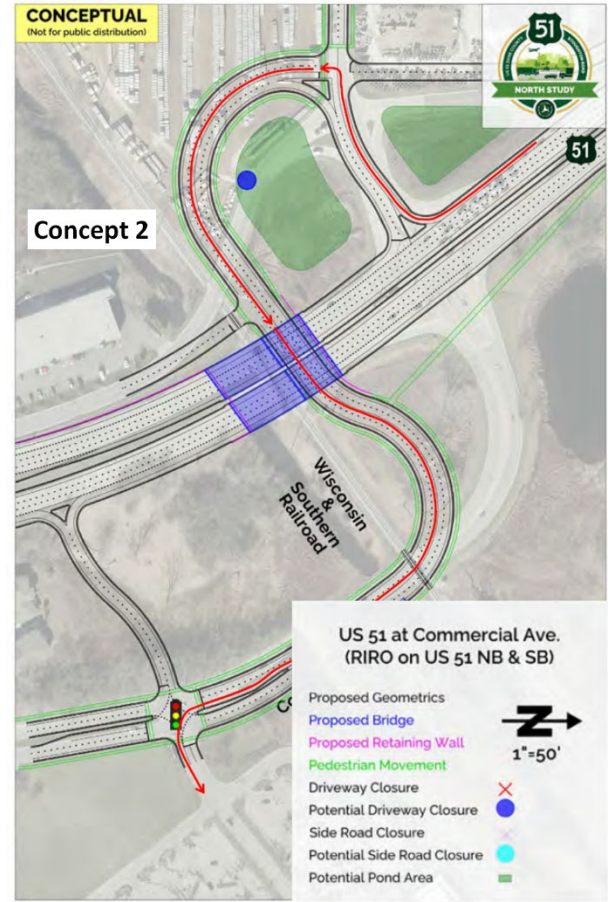 CONCEPTUAL
(Not for public distribution)
51
NORTH STUDY
51
Concept 2
Wisconsin
&
Southern
Railroad
Co
US 51 at Commercial Ave.
(RIRO on US 51 NB & SB)
Proposed Geometrics
Proposed Bridge
Proposed Retaining Wall
Pedestrian Movement
Driveway Closure
Potential Driveway Closure
Side Road Closure
Potential Side Road Closure
Potential Pond Area
N
1"=50'